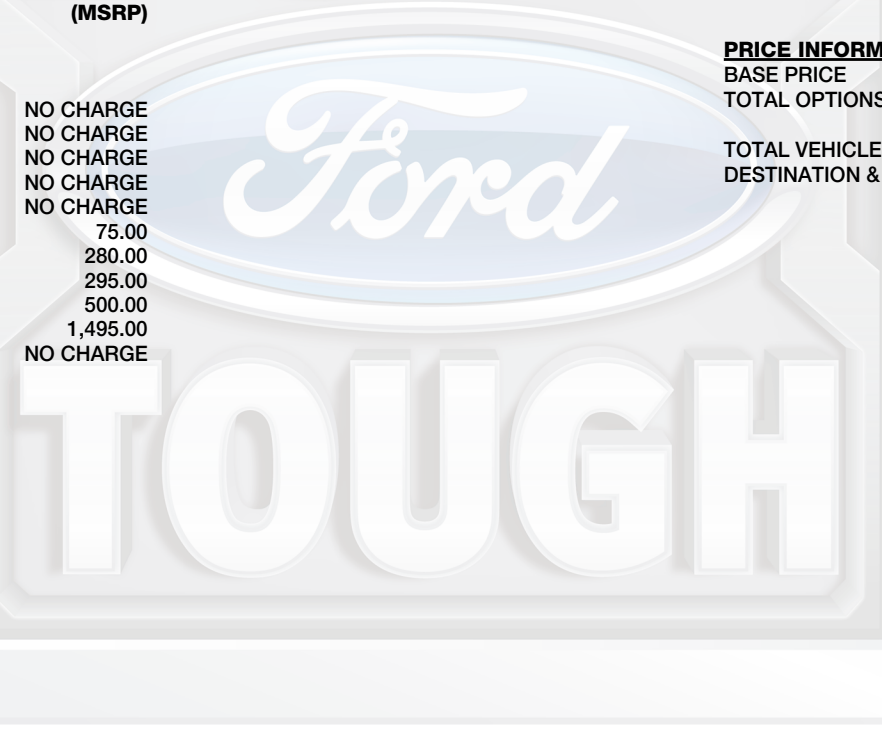 (MSRP)
NO CHARGE
NO CHARGE
NO CHARGE
NO CHARGE
NO CHARGE
75.00
280.00
295.00
500.00
1,495.00
NO CHARGE
PRICE INFORM
BASE PRICE
TOTAL OPTIONS
TOTAL VEHICLE
DESTINATION &
Ford
TOUGH